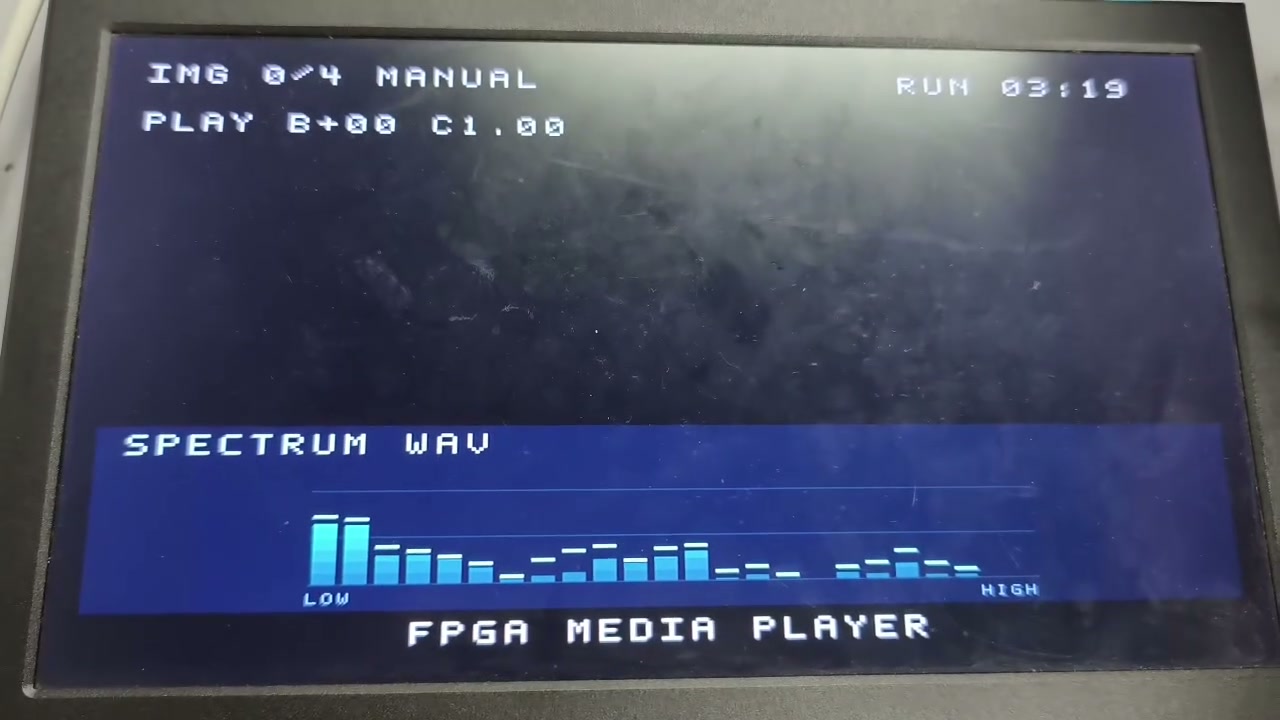 IMG 0/4 MANUAL
RUN 03:19
PLAY B+00 C1.00
SPECTRUM WAV
LOW
HIGH
FPGA MEDIA PLAYER